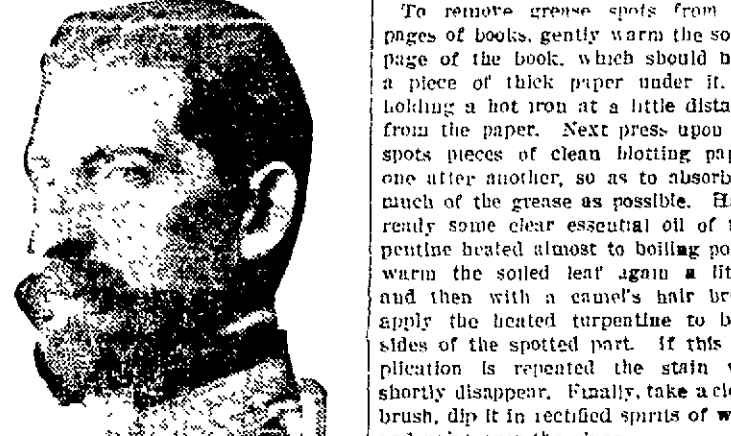 To remove grease spots from
pages of books, gently warm the so
page of the book, which should b
a piece of thick paper under it.
holding a hot iron at a little dista
from the paper. Next press upon
spots pieces of clean blotting pap
one after another, so as to absorb
much of the grease as possible. Ha
ready some clear essential oil of t
pentine heated almost to boiling po
warm the soiled leaf again a lit
and then with a camel's hair bru
apply the heated turpentine to b
sides of the spotted part. If this
plication is repeated the stain w
shortly disappear. Finally, take a cle
brush, dip it in rectified spirits of w